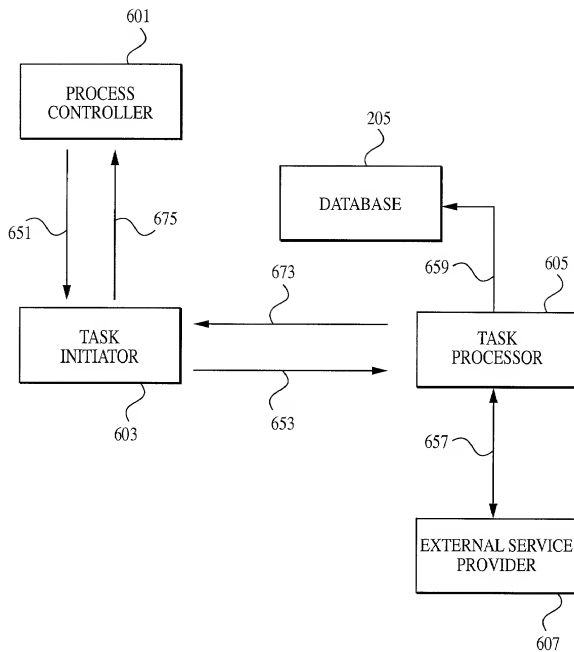 601
PROCESS
CONTROLLER
205
DATABASE
651
675
659
605
673
TASK
INITIATOR
TASK
PROCESSOR
653
603
657
EXTERNAL SERVICE
PROVIDER
607